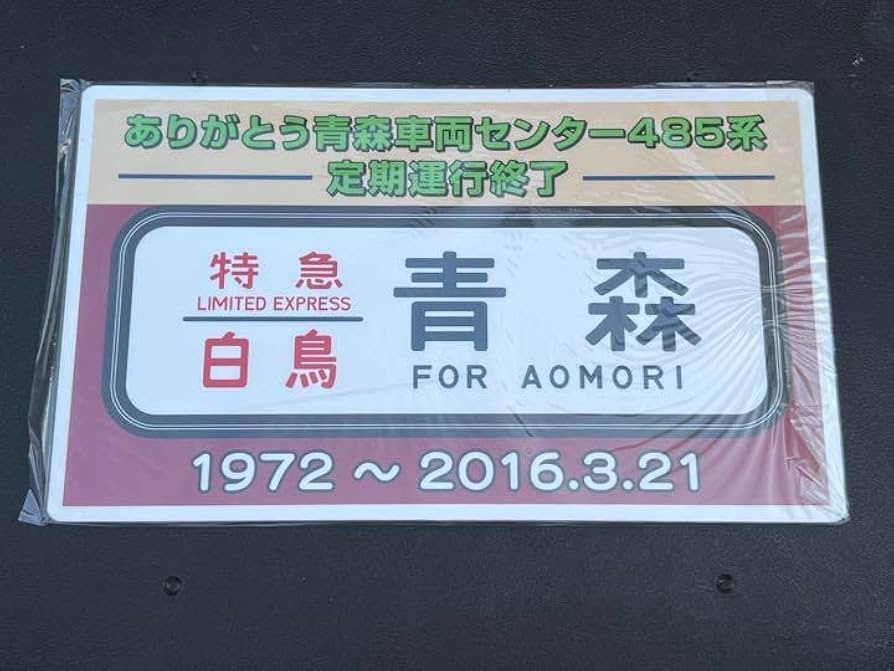 ありがとう青森車両センター485系
定期運行終了
特急
LIMITED EXPRESS
白鳥
青森
FOR AOMORI
1972～2016.3.21